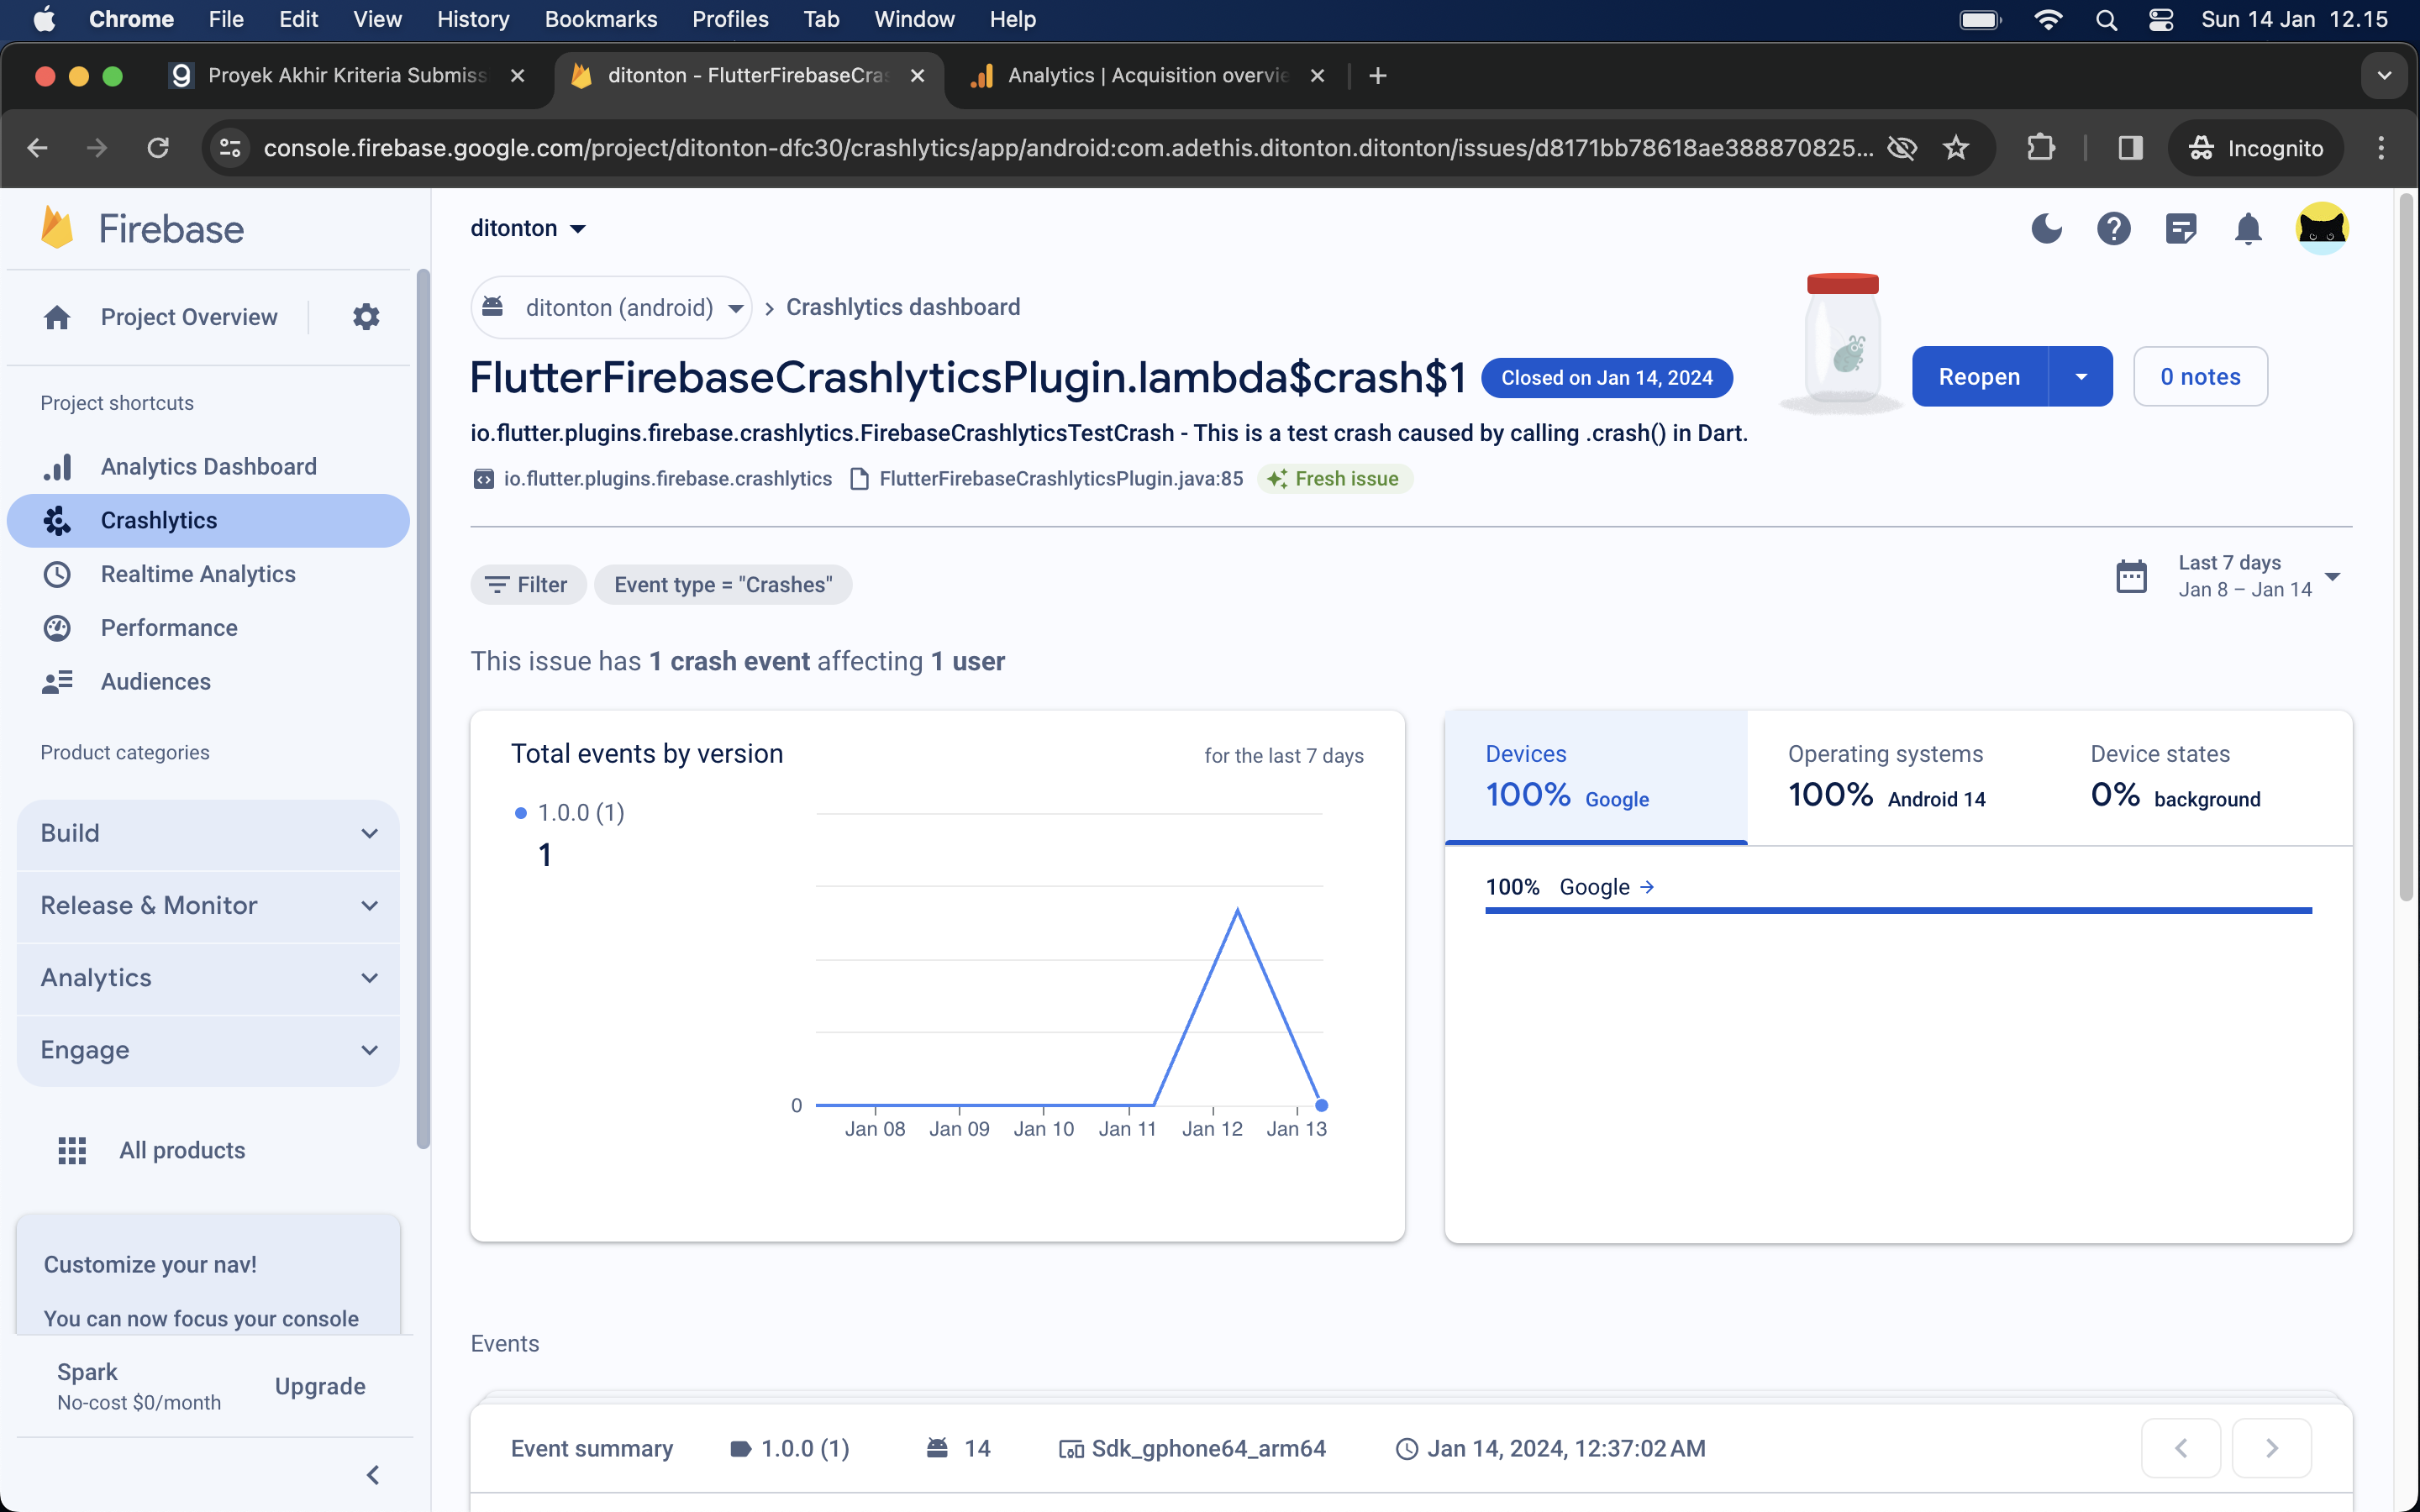 Chrome File Edit View History Bookmarks Profiles Tab Window Help Sun 14 Jan 12.15
Proyek Akhir Kriteria Submiss
ditonton - FlutterFirebaseCras
Analytics | Acquisition overvie
console.firebase.google.com/project/ditonton-dfc30/crashlytics/app/android:com.adethis.ditonton.ditonton/issues/d8171bb78618ae388870825...
Incognito
Firebase
Project Overview
Project shortcuts
Analytics Dashboard
Crashlytics
Realtime Analytics
Performance
Audiences
Product categories
Build
Release & Monitor
Analytics
Engage
All products
Customize your nav!
You can now focus your console
Spark
No-cost $0/month
Upgrade
ditonton
ditonton (android)
Crashlytics dashboard
FlutterFirebaseCrashlyticsPlugin.lambda$crash$1
Closed on Jan 14, 2024
Reopen
0 notes
io.flutter.plugins.firebase.crashlytics.FirebaseCrashlyticsTestCrash - This is a test crash caused by calling .crash() in Dart.
io.flutter.plugins.firebase.crashlytics
FlutterFirebaseCrashlyticsPlugin.java:85
Fresh issue
Filter
Event type = "Crashes"
Last 7 days
Jan 8 – Jan 14
This issue has 1 crash event affecting 1 user
Total events by version
for the last 7 days
1.0.0 (1)
1
0
Jan 08 Jan 09 Jan 10 Jan 11 Jan 12 Jan 13
Devices
100% Google
Operating systems
100% Android 14
Device states
0% background
100% Google
Events
Event summary
1.0.0 (1)
14
Sdk_gphone64_arm64
Jan 14, 2024, 12:37:02 AM